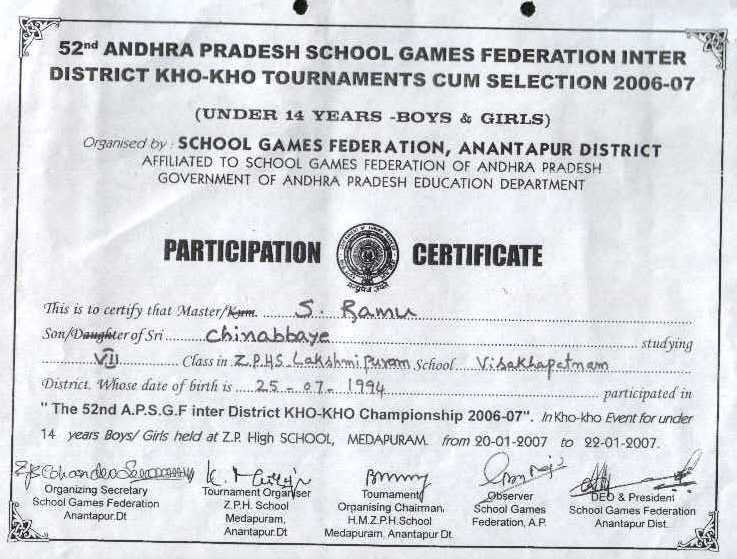 52nd ANDHRA PRADESH SCHOOL GAMES FEDERATION INTER
DISTRICT KHO-KHO TOURNAMENTS CUM SELECTION 2006-07
(UNDER 14 YEARS -BOYS & GIRLS)
Organised by : SCHOOL GAMES FEDERATION, ANANTAPUR DISTRICT
AFFILIATED TO SCHOOL GAMES FEDERATION OF ANDHRA PRADESH
GOVERNMENT OF ANDHRA PRADESH EDUCATION DEPARTMENT
PARTICIPATION CERTIFICATE
This is to certify that Master/Kum. S. Ramu
Son/Daughter of Sri Chinabbaye studying
VII Class in Z.P.H.S. Lakshmipuram School Visakhapatnam
District. Whose date of birth is 25-07-1994 participated in
" The 52nd A.P.S.G.F inter District KHO-KHO Championship 2006-07". In Kho-kho Event for under
14 years Boys/ Girls held at Z.P. High SCHOOL, MEDAPURAM. from 20-01-2007 to 22-01-2007.
Organizing Secretary
School Games Federation
Anantapur.Dt
Tournament Organiser
Z.P.H. School
Medapuram,
Anantapur.Dt
Tournament
Organising Chairman,
H.M.Z.P.H.School
Medapuram, Anantapur.Dt
Observer
School Games
Federation, A.P.
DEO & President
School Games Federation
Anantapur Dist.